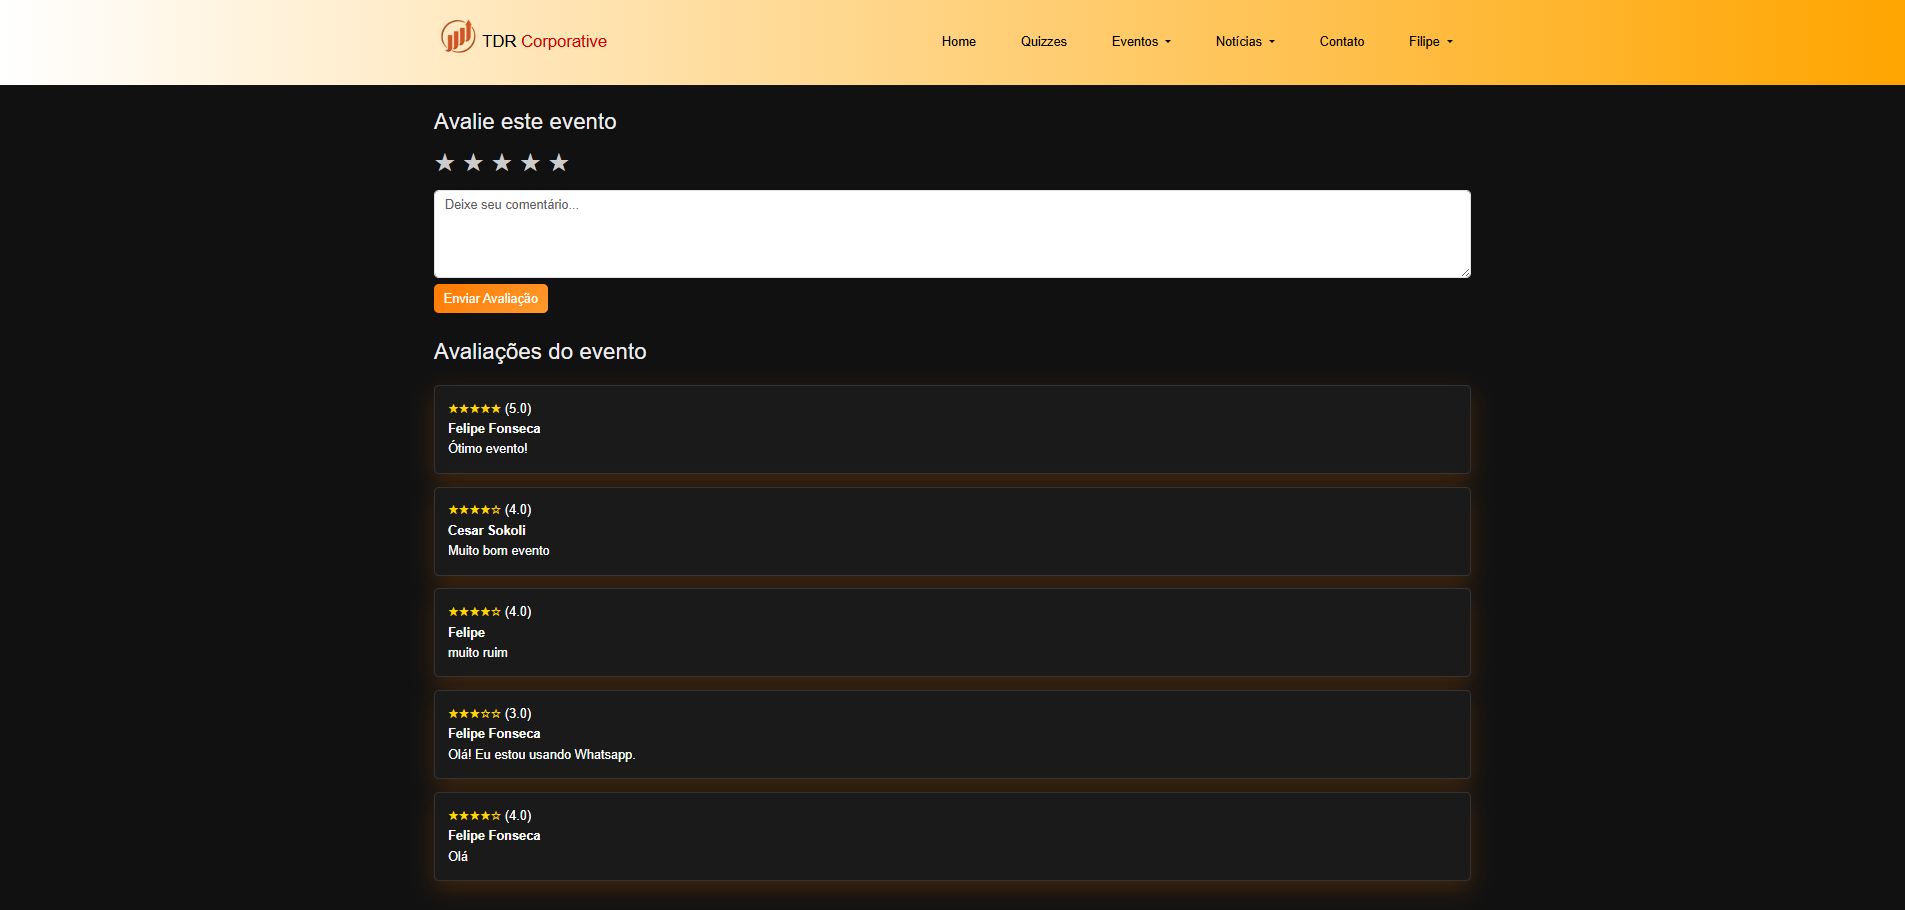 TDR Corporative
Home Quizzes Eventos Notícias Contato Filipe
Avalie este evento
★ ★ ★ ★ ★
Deixe seu comentário...
Enviar Avaliação
Avaliações do evento
★★★★★ (5.0)
Felipe Fonseca
Ótimo evento!
★★★★☆ (4.0)
Cesar Sokoli
Muito bom evento
★★★★☆ (4.0)
Felipe
muito ruim
★★★☆☆ (3.0)
Felipe Fonseca
Olá! Eu estou usando Whatsapp.
★★★★☆ (4.0)
Felipe Fonseca
Olá